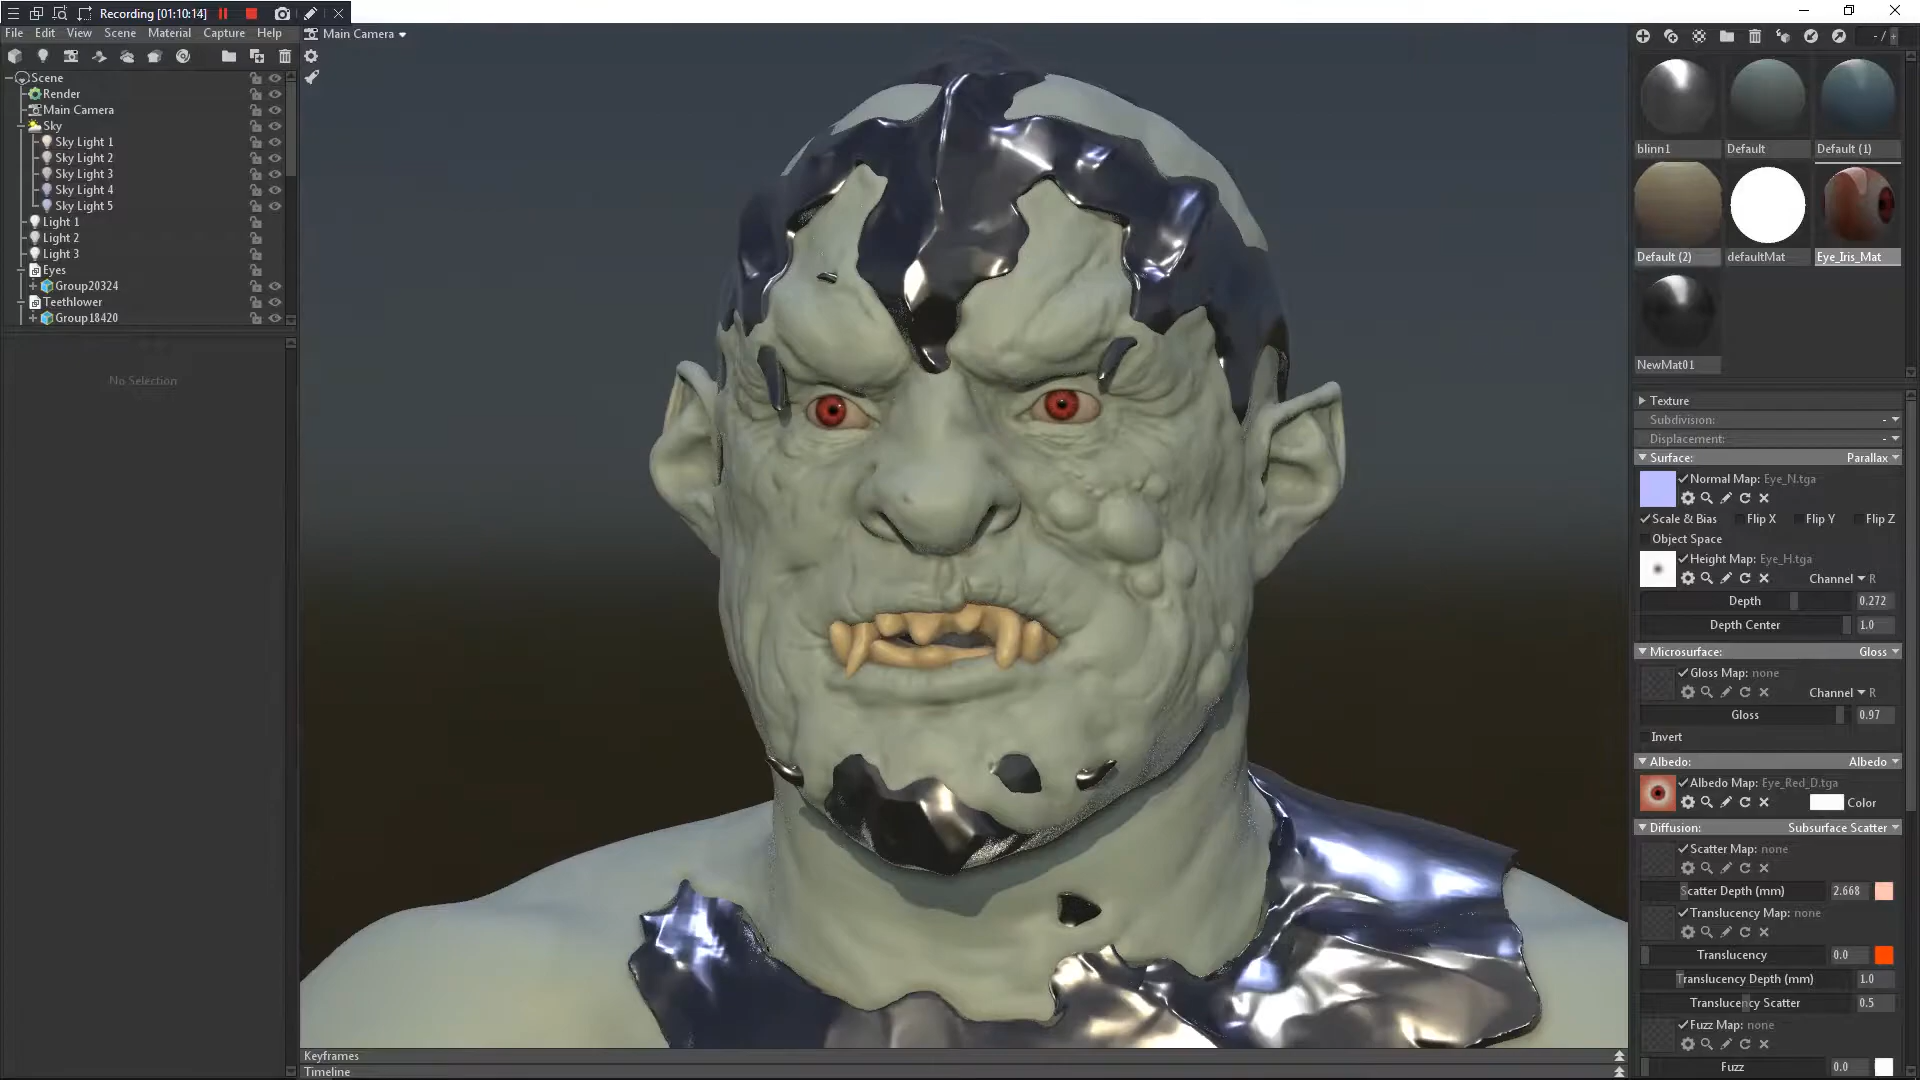 Recording [01:10:14]
File Edit View Scene Material Capture Help
Main Camera
Scene
Render
Main Camera
Sky
Sky Light 1
Sky Light 2
Sky Light 3
Sky Light 4
Sky Light 5
Light 1
Light 2
Light 3
Eyes
Group20324
Teethlower
Group18420
No Selection
Keyframes
Timeline
- /
blinn1 Default Default (1)
Default (2) defaultMat Eye_Iris_Mat
NewMat01
Texture
Subdivision: -
Displacement: -
Surface: Parallax
Normal Map: Eye_N.tga
Scale & Bias Flip X Flip Y Flip Z
Object Space
Height Map: Eye_H.tga
Channel R
Depth 0.272
Depth Center 1.0
Microsurface: Gloss
Gloss Map: none
Channel R
Gloss 0.97
Invert
Albedo: Albedo
Albedo Map: Eye_Red_D.tga
Color
Diffusion: Subsurface Scatter
Scatter Map: none
Scatter Depth (mm) 2.668
Translucency Map: none
Translucency 0.0
Translucency Depth (mm) 1.0
Translucency Scatter 0.5
Fuzz Map: none
Fuzz 0.0